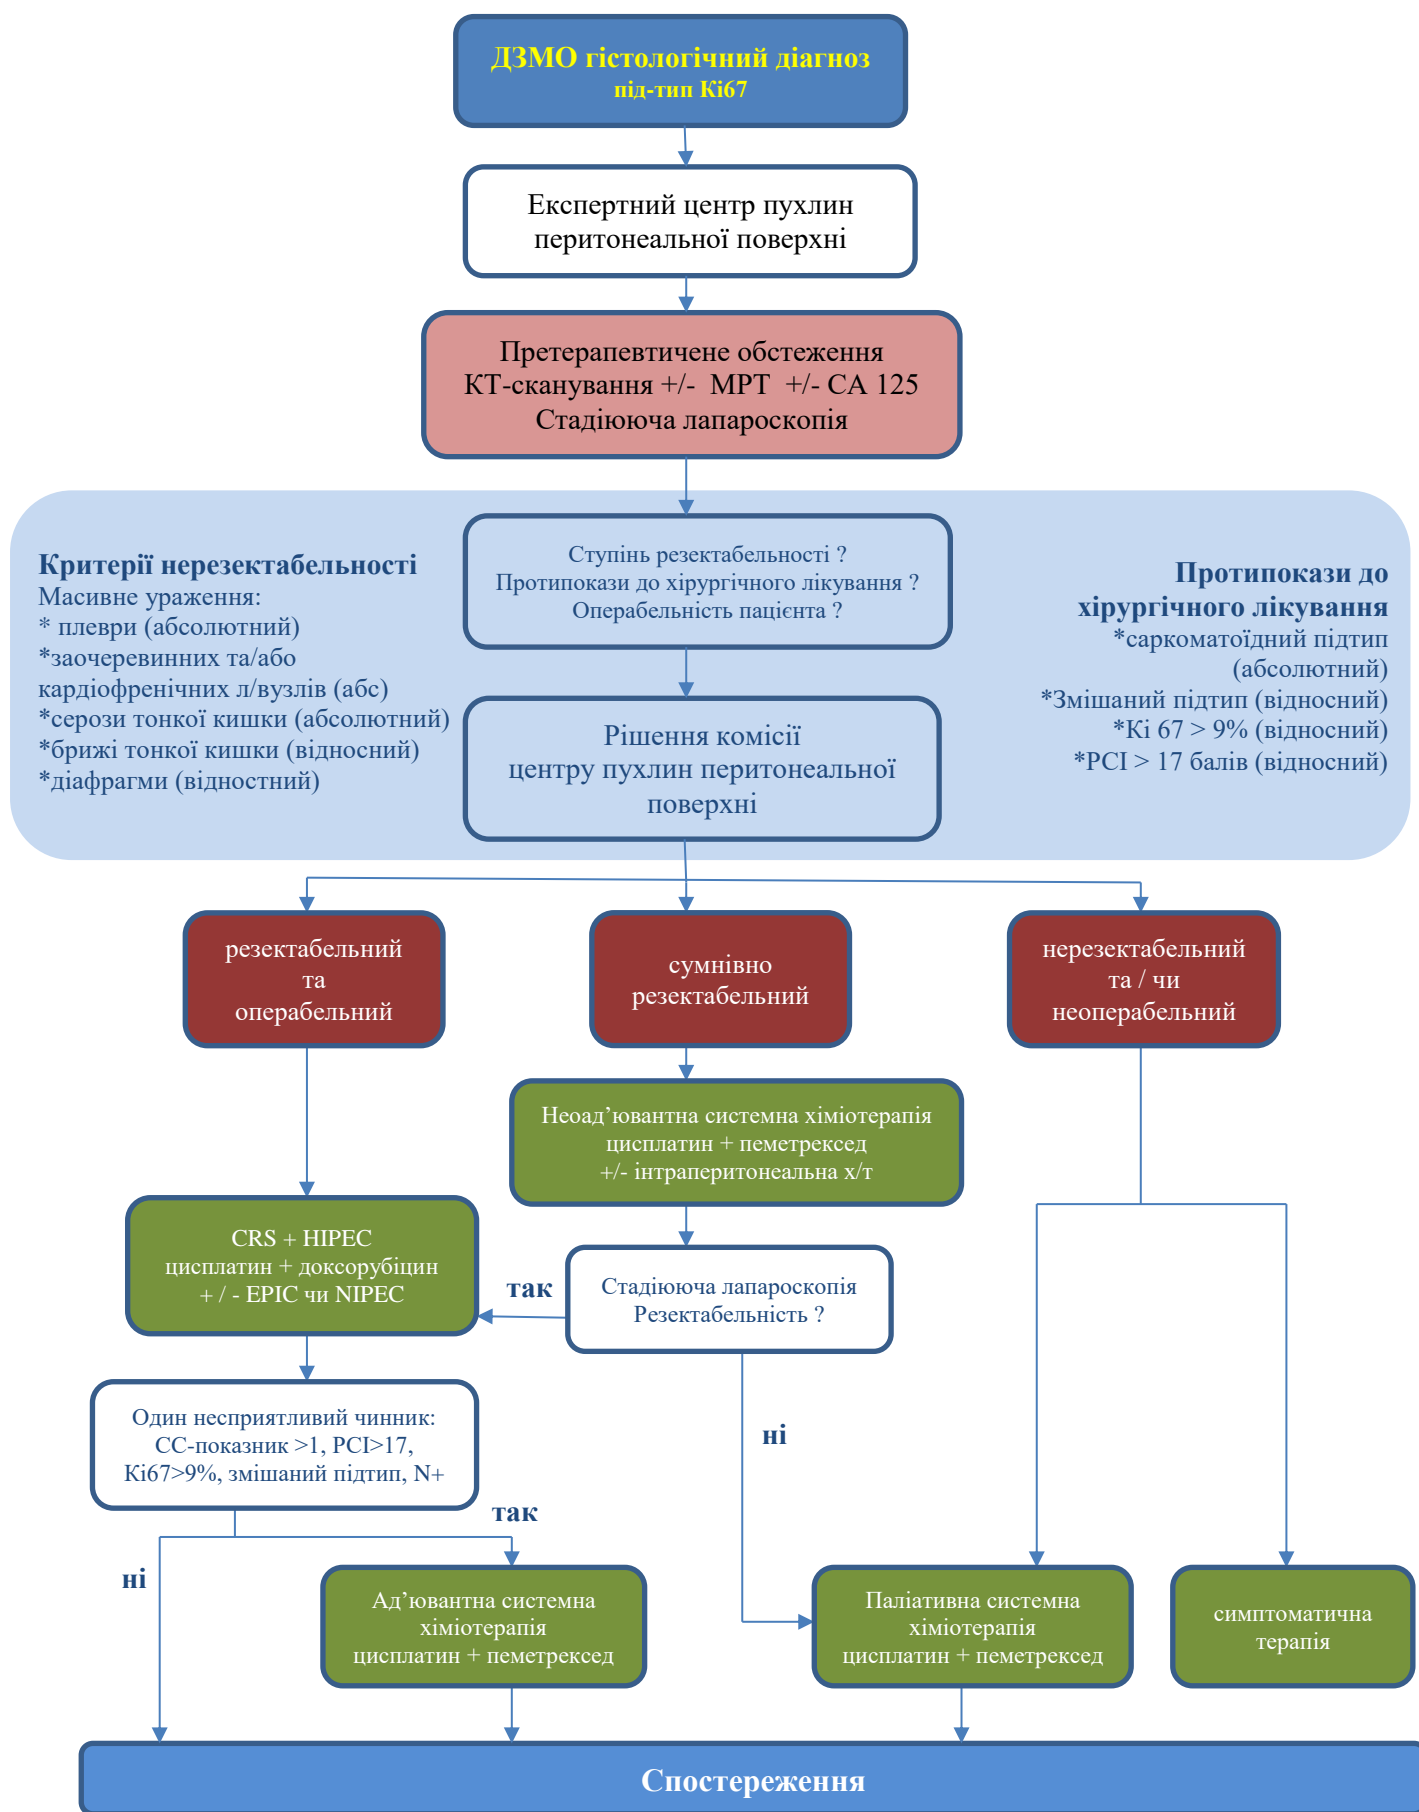 ДЗМО гістологічний діагноз
під-тип Кі67
Експертний центр пухлин
перитонеальної поверхні
Претерапевтичене обстеження
КТ-сканування +/- МРТ +/- СА 125
Стадіююча лапароскопія
Критерії нерезектабельності
Масивне ураження:
* плеври (абсолютний)
*заочеревинних та/або
кардіофренічних л/вузлів (абс)
*серози тонкої кишки (абсолютний)
*брижі тонкої кишки (відносний)
*діафрагми (відностний)
Ступінь резектабельності ?
Протипокази до хірургічного лікування ?
Операбельність пацієнта ?
Рішення комісії
центру пухлин перитонеальної
поверхні
Протипокази до
хірургічного лікування
*саркоматоїдний підтип
(абсолютний)
*Змішаний підтип (відносний)
*Кі 67 > 9% (відносний)
*PCI > 17 балів (відносний)
резектабельний
та
операбельний
сумнівно
резектабельний
нерезектабельний
та / чи
неоперабельний
Неоад’ювантна системна хіміотерапія
цисплатин + пеметрексед
+/- інтраперитонеальна х/т
CRS + HIPEC
цисплатин + доксорубіцин
+ / - EPIC чи NIPEC
так
Стадіююча лапароскопія
Резектабельність ?
Один несприятливий чинник:
СС-показник >1, PCI>17,
Кі67>9%, змішаний підтип, N+
ні
так
ні
Ад’ювантна системна
хіміотерапія
цисплатин + пеметрексед
Паліативна системна
хіміотерапія
цисплатин + пеметрексед
симптоматична
терапія
Спостереження